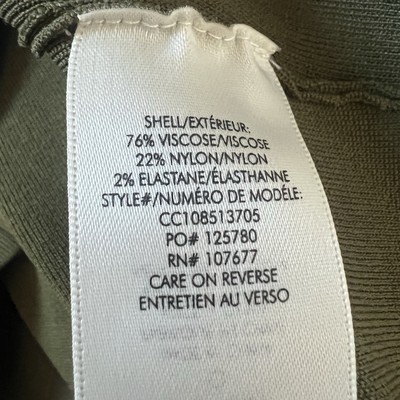 SHELL/EXTÉRIEUR:
76% VISCOSE/VISCOSE
22% NYLON/NYLON
2% ELASTANE/ÉLASTHANNE
STYLE#/NUMÉRO DE MODÉLE:
CC108513705
PO# 125780
RN# 107677
CARE ON REVERSE
ENTRETIEN AU VERSO